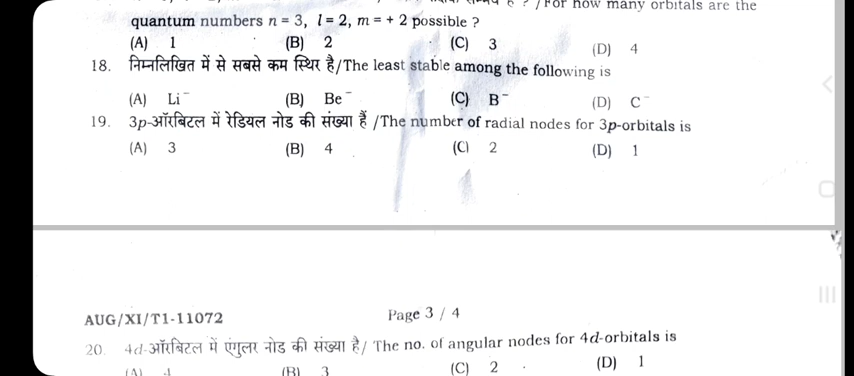 ? / For how many orbitals are the
quantum numbers n = 3, l = 2, m = + 2 possible ?
(A) 1 (B) 2 (C) 3 (D) 4
18. निम्नलिखित में से सबसे कम स्थिर है/The least stable among the following is
(A) Li⁻ (B) Be⁻ (C) B⁻ (D) C⁻
19. 3p-ऑरबिटल में रेडियल नोड की संख्या हैं /The number of radial nodes for 3p-orbitals is
(A) 3 (B) 4 (C) 2 (D) 1
AUG/XI/T1-11072 Page 3 / 4
20. 4d-ऑरबिटल में एंगुलर नोड की संख्या है/ The no. of angular nodes for 4d-orbitals is
(A) (B) 3 (C) 2 (D) 1